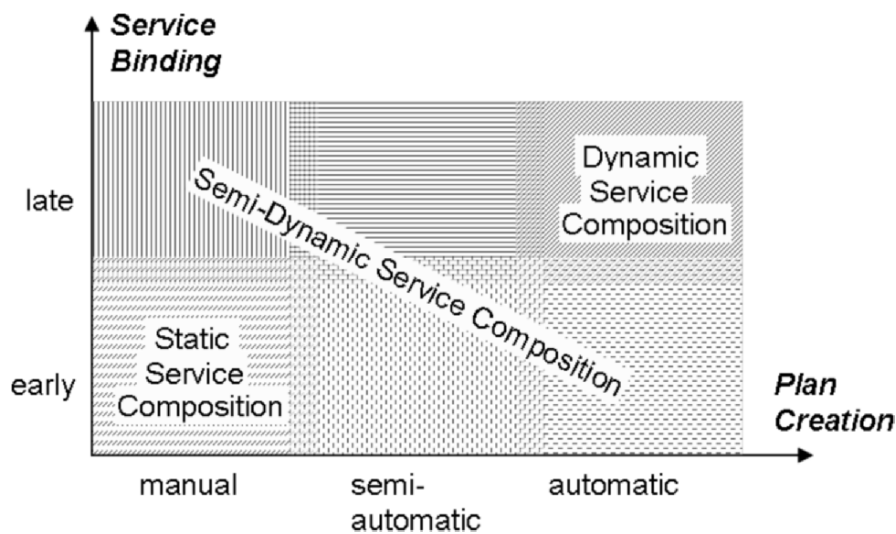 Service
Binding
Dynamic
Service
Composition
late
Semi-Dynamic Service Composition
Static
Service
Composition
early
Plan
Creation
manual
semi-
automatic
automatic